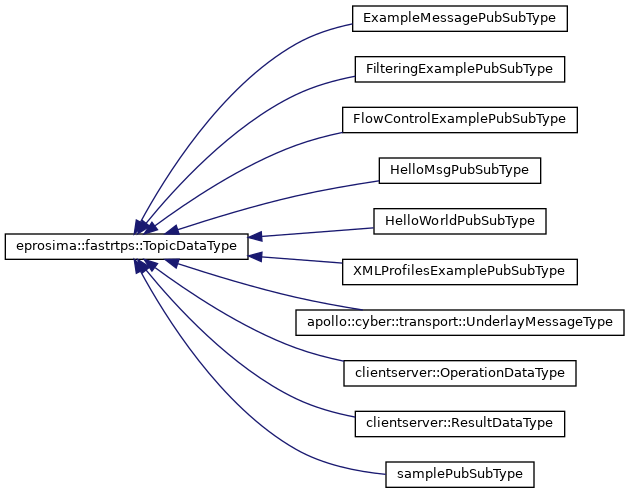 ExampleMessagePubSubType
FilteringExamplePubSubType
FlowControlExamplePubSubType
HelloMsgPubSubType
HelloWorldPubSubType
eprosima::fastrtps::TopicDataType
XMLProfilesExamplePubSubType
apollo::cyber::transport::UnderlayMessageType
clientserver::OperationDataType
clientserver::ResultDataType
samplePubSubType